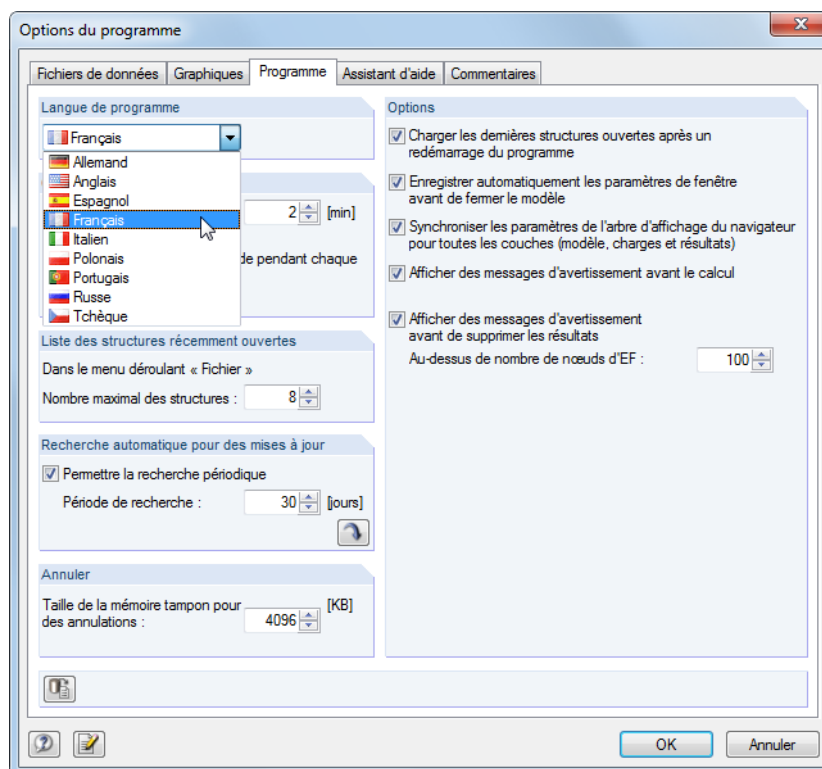 Options du programme
Fichiers de données
Graphiques
Programme
Assistant d'aide
Commentaires
Langue de programme
Français
Allemand
Anglais
Espagnol
Français
Italien
Polonais
Portugais
Russe
Tchèque
2 [min]
de pendant chaque
Liste des structures récemment ouvertes
Dans le menu déroulant « Fichier »
Nombre maximal des structures : 8
Recherche automatique pour des mises à jour
Permettre la recherche périodique
Période de recherche : 30 [jours]
Annuler
Taille de la mémoire tampon pour
des annulations : 4096 [KB]
Options
Charger les dernières structures ouvertes après un
redémarrage du programme
Enregistrer automatiquement les paramètres de fenêtre
avant de fermer le modèle
Synchroniser les paramètres de l'arbre d'affichage du navigateur
pour toutes les couches (modèle, charges et résultats)
Afficher des messages d'avertissement avant le calcul
Afficher des messages d'avertissement
avant de supprimer les résultats
Au-dessus de nombre de nœuds d'EF : 100
OK
Annuler